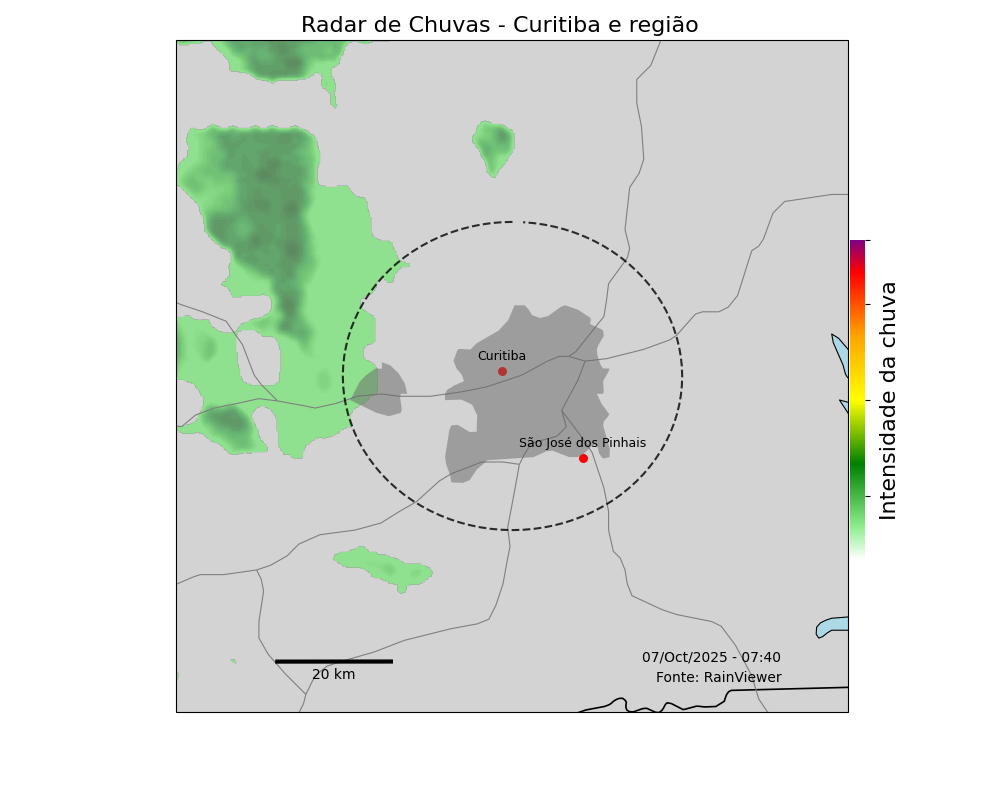 Radar de Chuvas - Curitiba e região
Curitiba
São José dos Pinhais
Intensidade da chuva
07/Oct/2025 - 07:40
Fonte: RainViewer
20 km